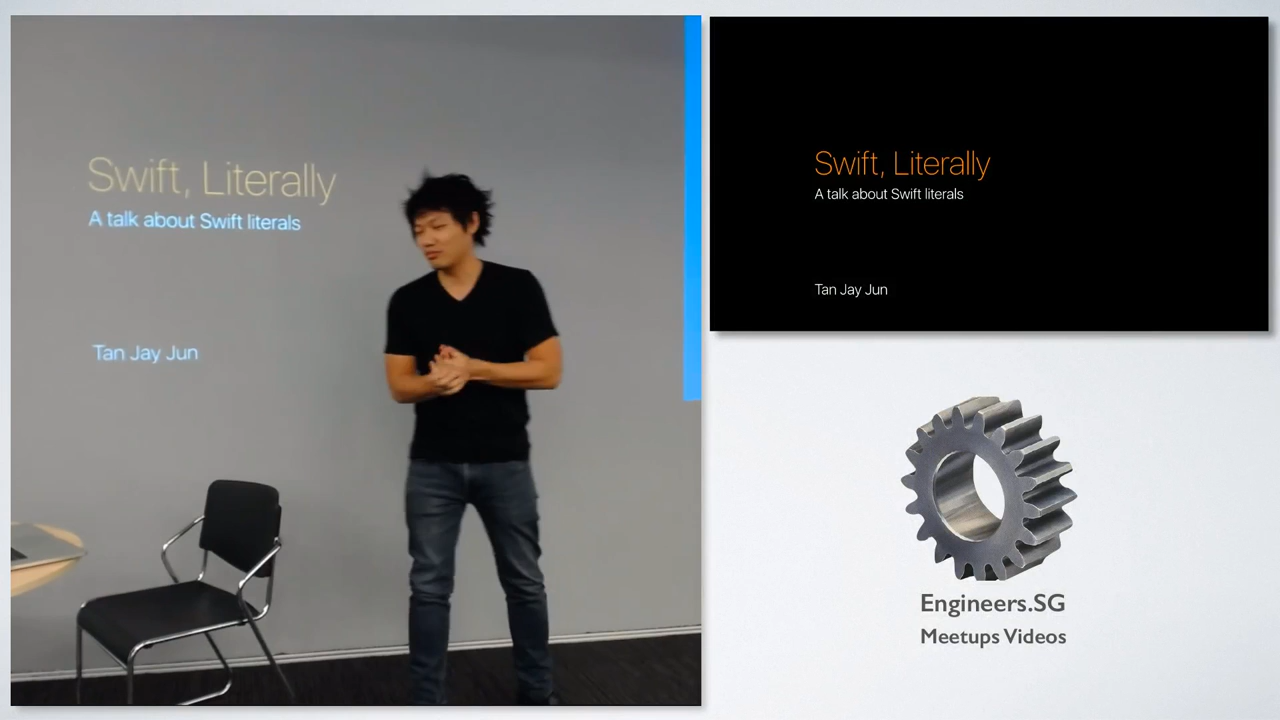 Swift, Literally
A talk about Swift literals
Tan Jay Jun
Swift, Literally
A talk about Swift literals
Tan Jay Jun
Engineers.SG
Meetups Videos